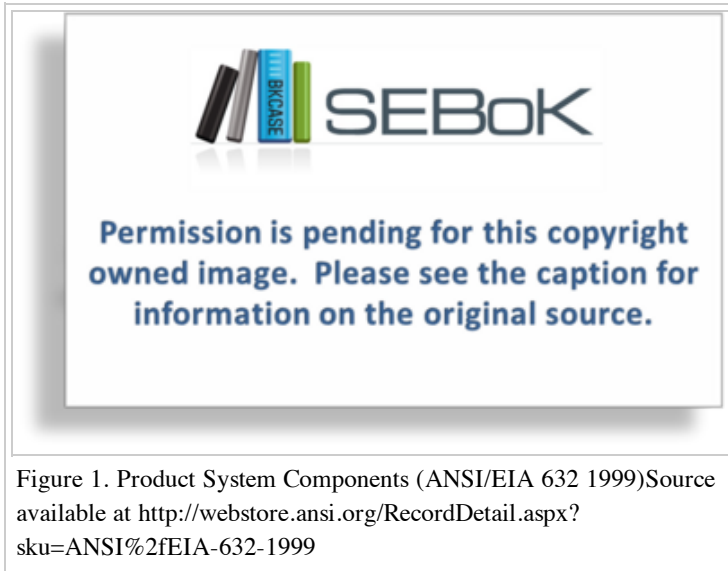 BKCASE
SEBoK
Permission is pending for this copyright
owned image. Please see the caption for
information on the original source.
Figure 1. Product System Components (ANSI/EIA 632 1999)Source
available at http://webstore.ansi.org/RecordDetail.aspx?
sku=ANSI%2fEIA-632-1999